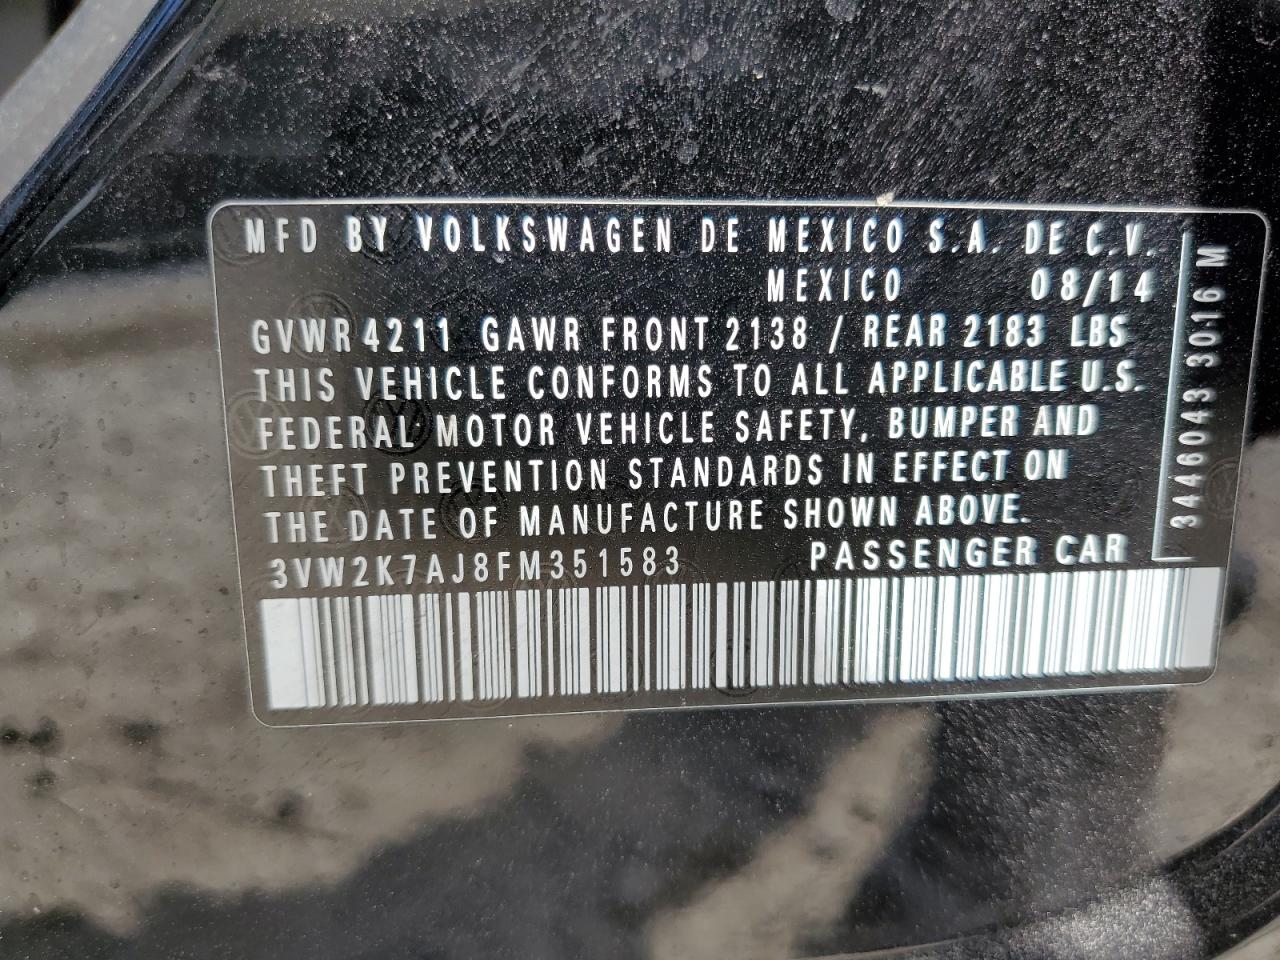 MFD BY VOLKSWAGEN DE MEXICO S.A. DE C.V.
MEXICO 08/14
GVWR 4211 GAWR FRONT 2138 / REAR 2183 LBS
THIS VEHICLE CONFORMS TO ALL APPLICABLE U.S.
FEDERAL MOTOR VEHICLE SAFETY, BUMPER AND
THEFT PREVENTION STANDARDS IN EFFECT ON
THE DATE OF MANUFACTURE SHOWN ABOVE.
3VW2K7AJ8FM351583 PASSENGER CAR
3446043 3016 M